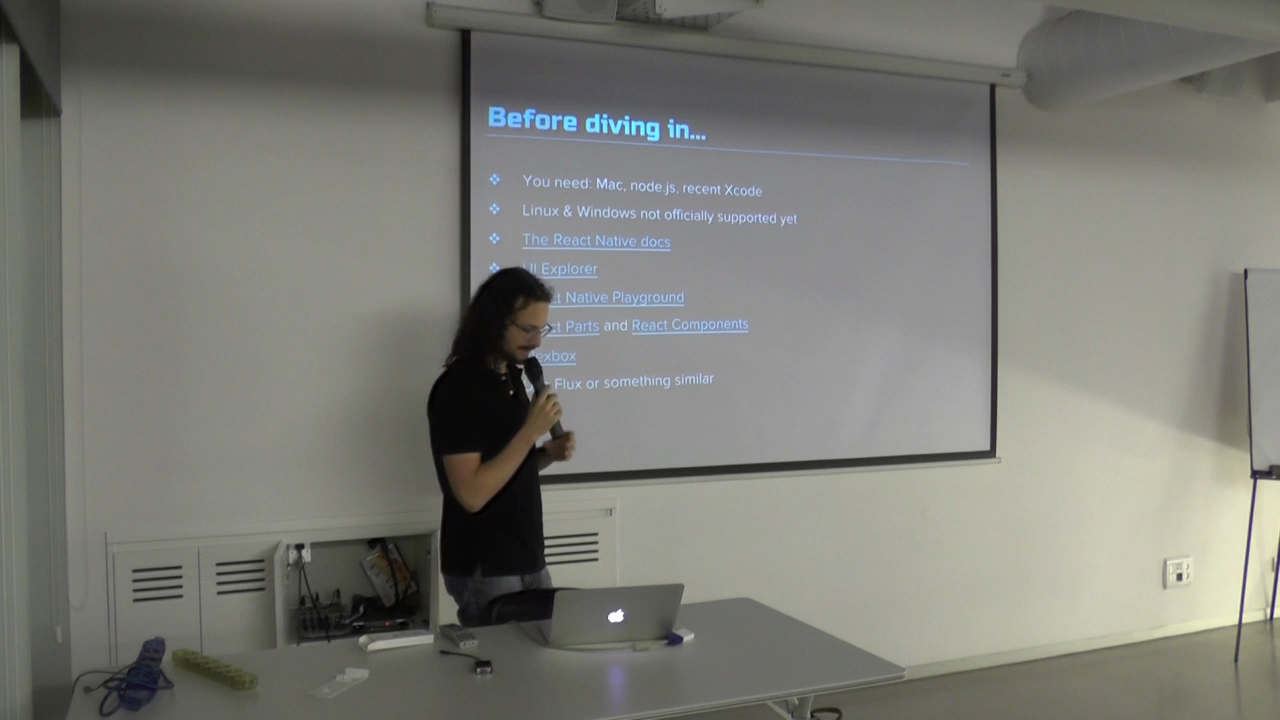 Before diving in...
You need: Mac, node.js, recent Xcode
Linux & Windows not officially supported yet
The React Native docs
UI Explorer
Native Playground
Parts and React Components
Flux or something similar